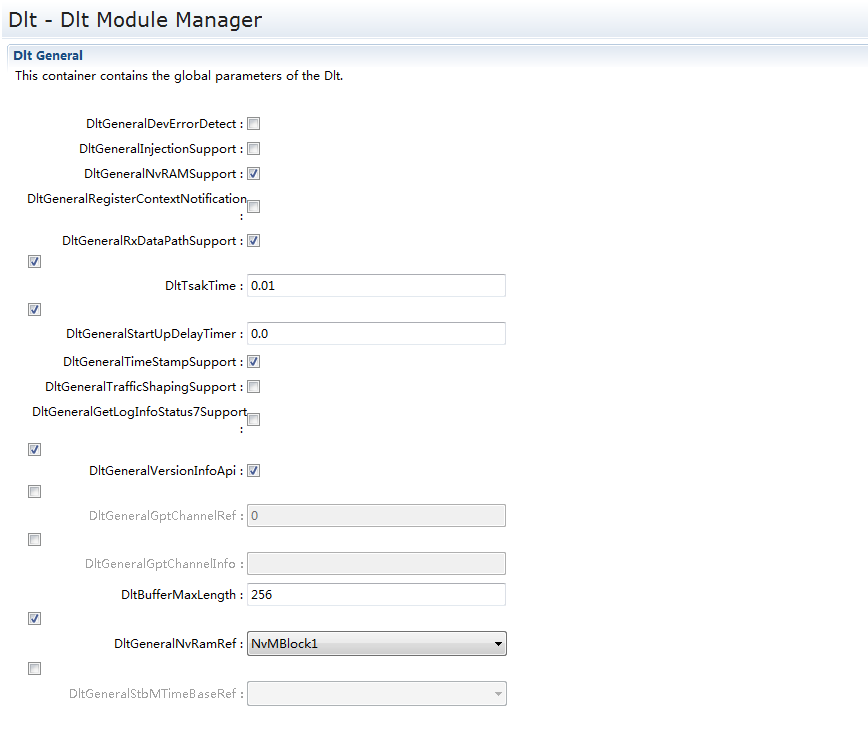 Dlt - Dlt Module Manager
Dlt General
This container contains the global parameters of the Dlt.
DltGeneralDevErrorDetect :
DltGeneralInjectionSupport :
DltGeneralNvRAMSupport :
DltGeneralRegisterContextNotification
:
DltGeneralRxDataPathSupport :
DltTsakTime : 0.01
DltGeneralStartUpDelayTimer : 0.0
DltGeneralTimeStampSupport :
DltGeneralTrafficShapingSupport :
DltGeneralGetLogInfoStatus7Support
:
DltGeneralVersionInfoApi :
DltGeneralGptChannelRef : 0
DltGeneralGptChannelInfo :
DltBufferMaxLength : 256
DltGeneralNvRamRef : NvMBlock1
DltGeneralStbMTimeBaseRef :